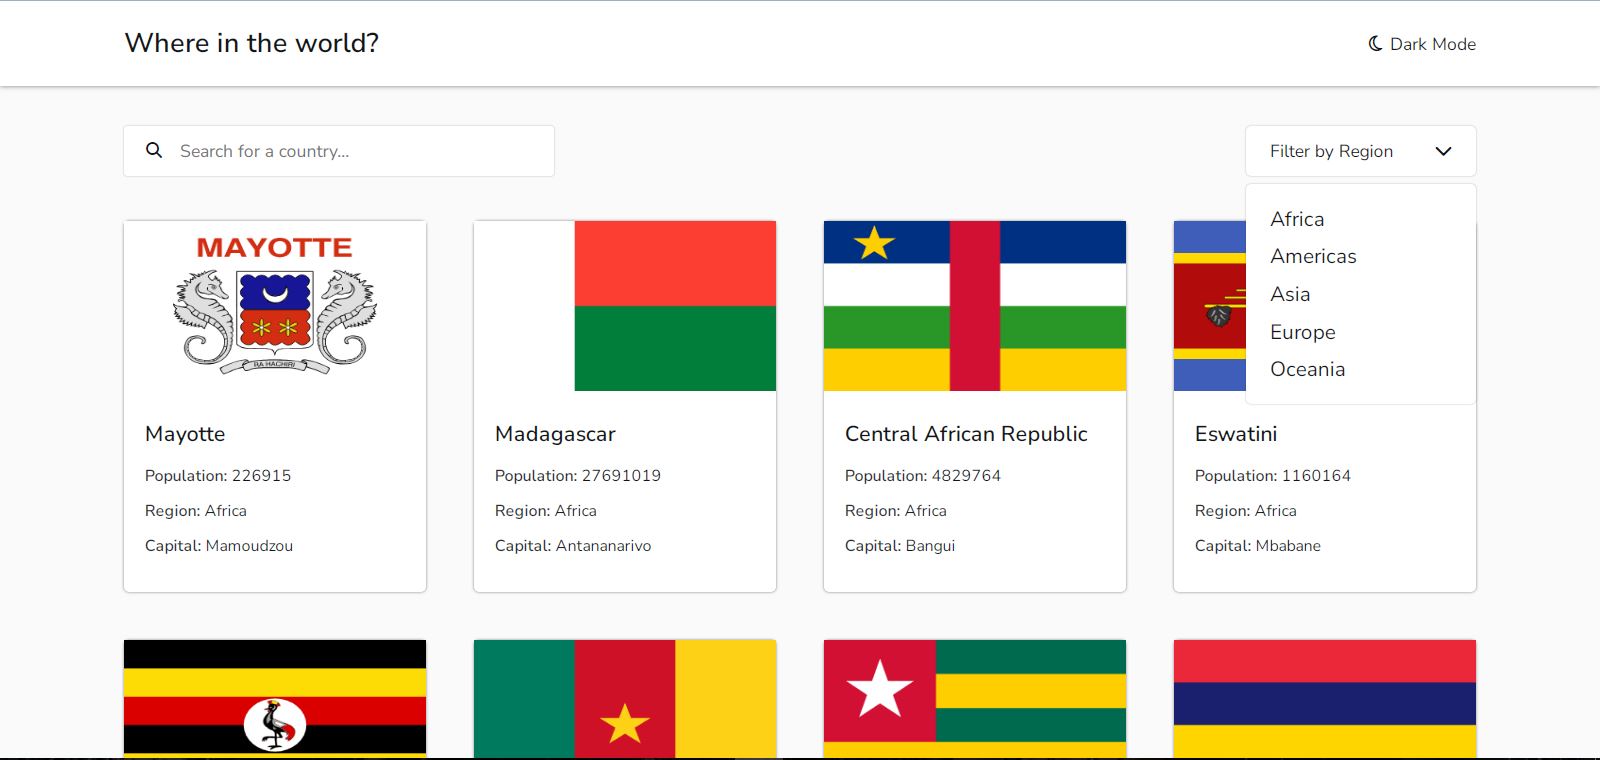 Where in the world?
Dark Mode
Search for a country...
Filter by Region
Africa
Americas
Asia
Europe
Oceania
MAYOTTE
RA HACHIRI
Mayotte
Population: 226915
Region: Africa
Capital: Mamoudzou
Madagascar
Population: 27691019
Region: Africa
Capital: Antananarivo
Central African Republic
Population: 4829764
Region: Africa
Capital: Bangui
Eswatini
Population: 1160164
Region: Africa
Capital: Mbabane